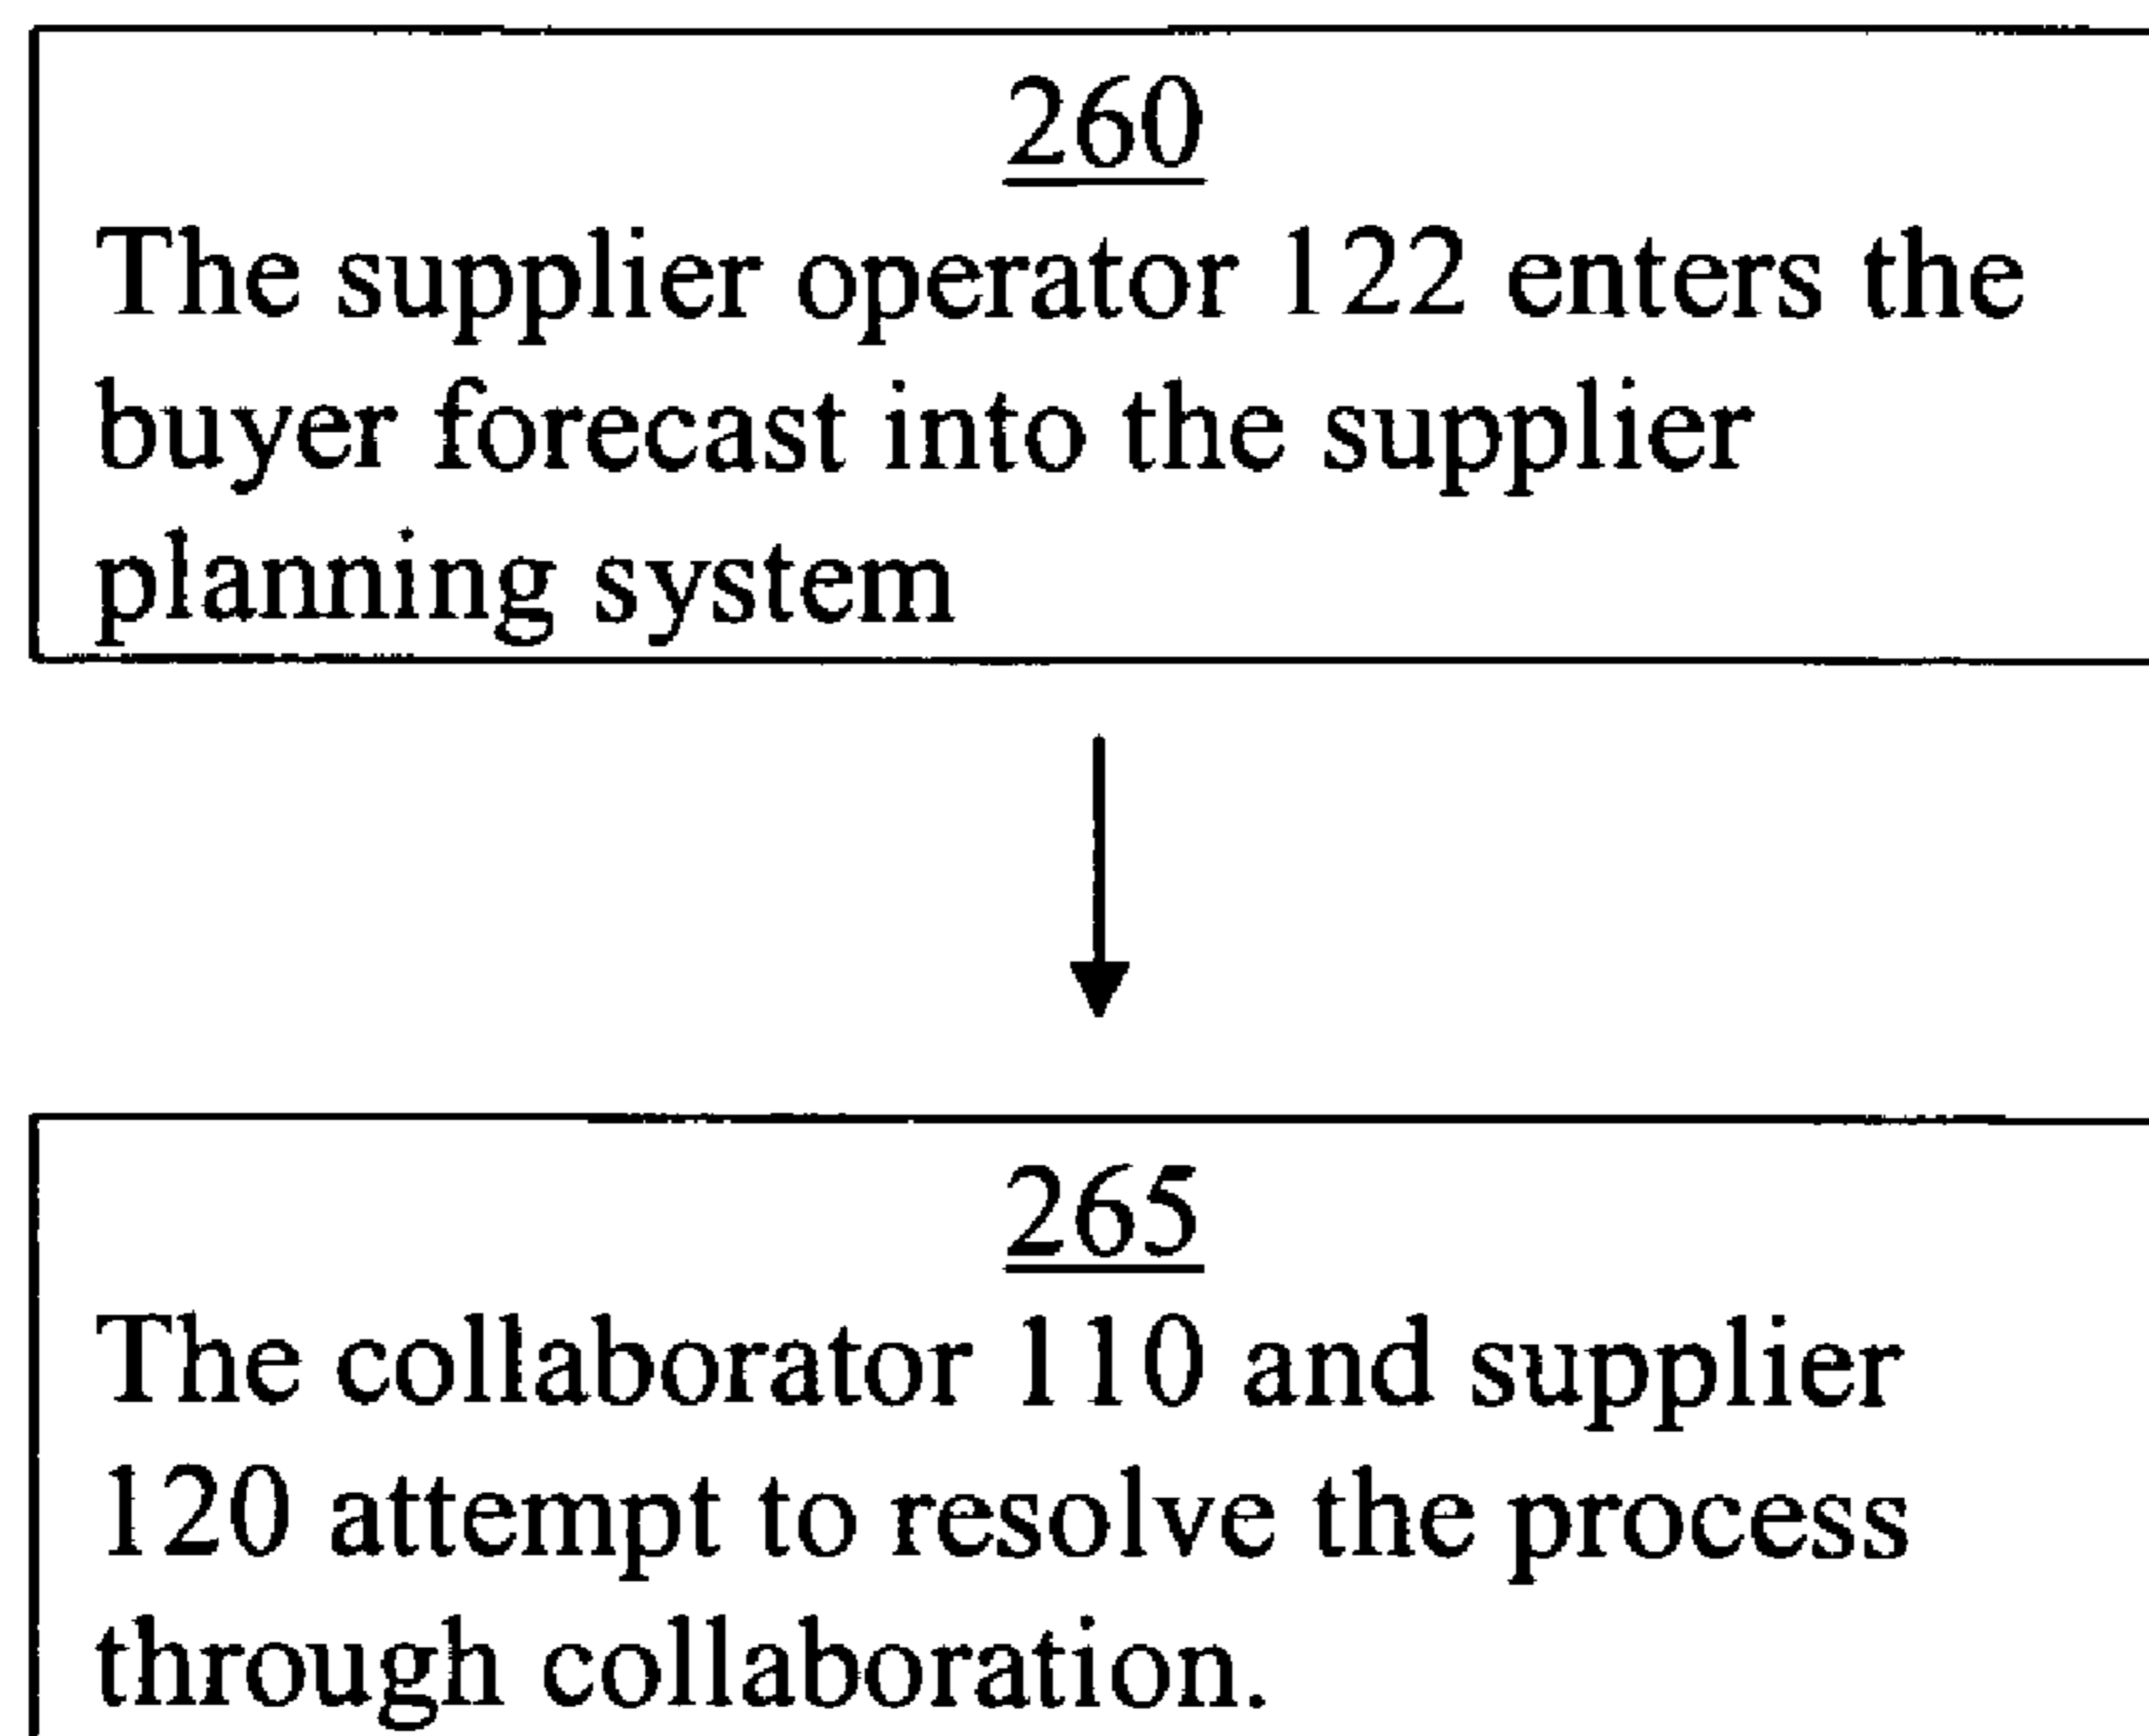 260
The supplier operator 122 enters the
buyer forecast into the supplier
planning system
265
The collaborator 110 and supplier
120 attempt to resolve the process
through collaboration.